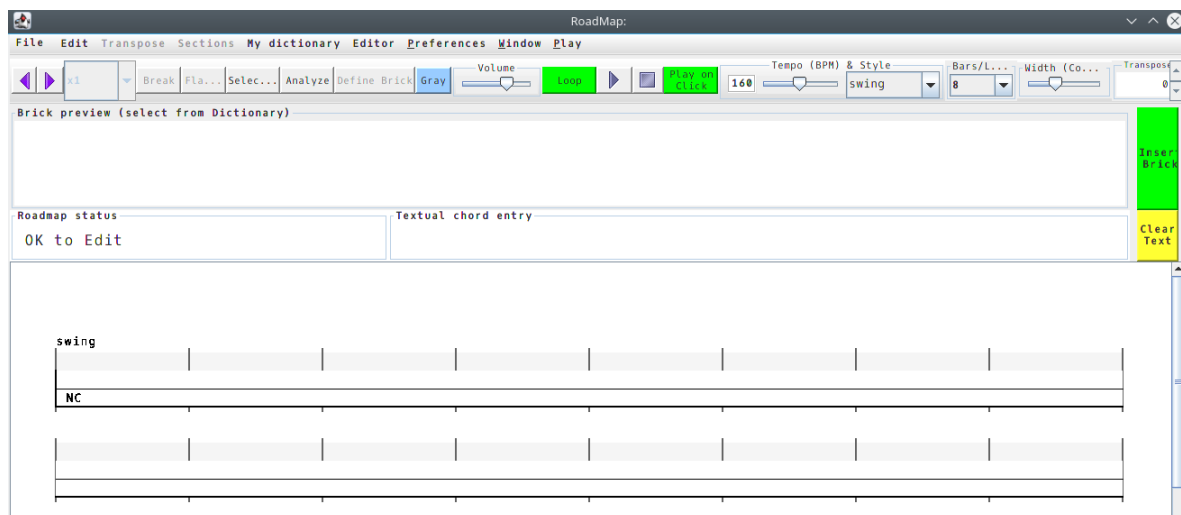 RoadMap:
File Edit Transpose Sections My dictionary Editor Preferences Window Play
Volume Tempo (BPM) & Style Bars/L... Width (Co... Transpose
x1 Break Fla... Selec... Analyze Define Brick Gray Loop Play on Click 160 swing 8 0
Brick preview (select from Dictionary)
Inser
Brick
Roadmap status Textual chord entry
OK to Edit
Clear
Text
swing
NC